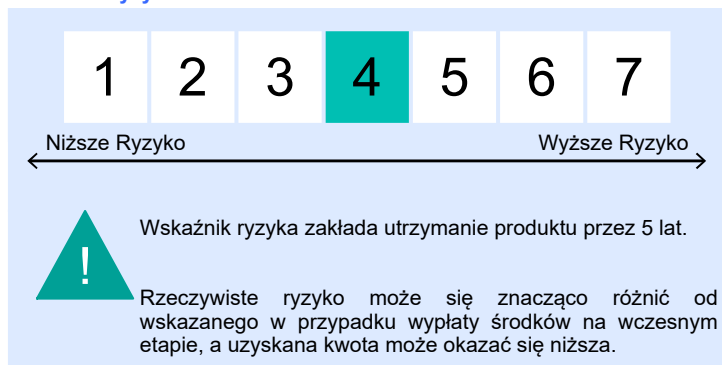 1 2 3 4 5 6 7
Niższe Ryzyko Wyższe Ryzyko
Wskaźnik ryzyka zakłada utrzymanie produktu przez 5 lat.
!
Rzeczywiste ryzyko może się znacząco różnić od
wskazanego w przypadku wypłaty środków na wczesnym
etapie, a uzyskana kwota może okazać się niższa.